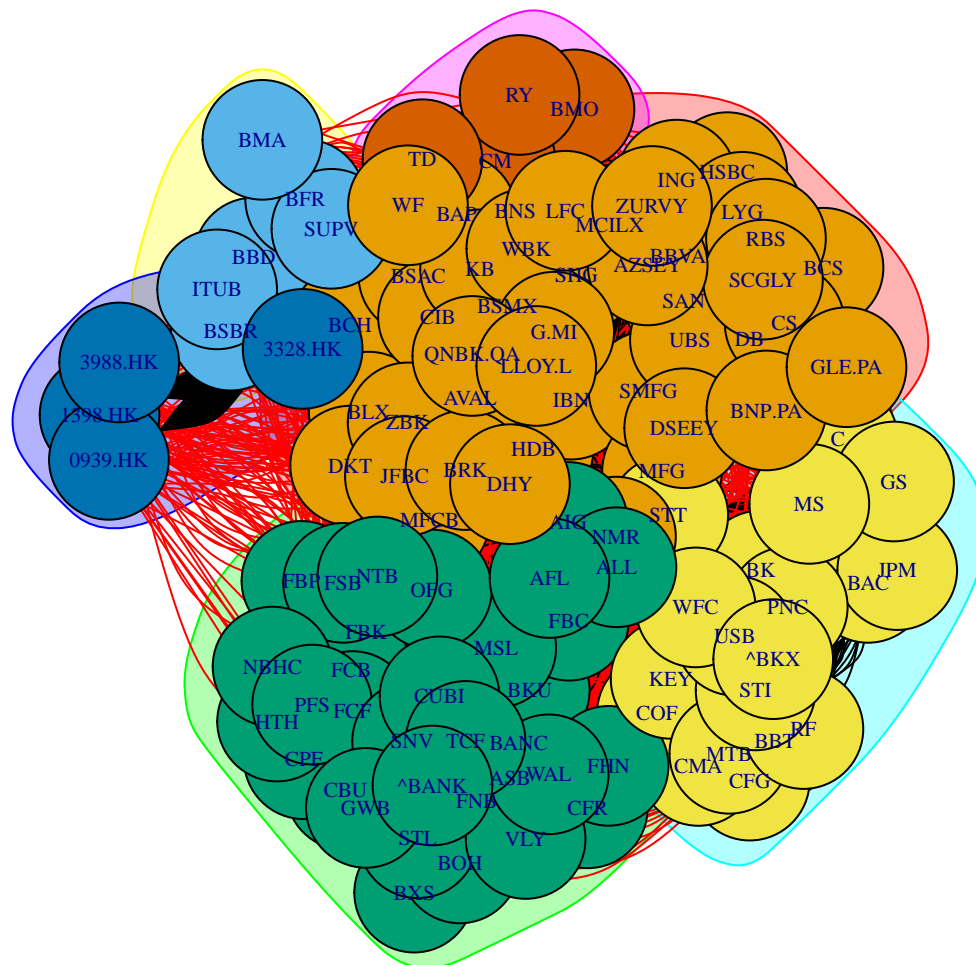 RY
BMO
BMA
TD
CM
HSBC
ING
BFR
WF
BAP
BNS
LFC
ZURVY
LYG
SUPV
MCILX
RBS
BBD
WBK
BBVA
KB
SNG
AZSEY
BCS
BSAC
SCGLY
ITUB
SAN
BSMX
BSBR
BCH
CIB
G.MI
CS
3328.HK
UBS
DB
3988.HK
QNBK.QA
LLOY.L
GLE.PA
SMFG
AVAL
IBN
1398.HK
BLX
ZBK
DSEEY
BNP.PA
C
HDB
0939.HK
DKT
JFBC
BRK
DHY
MFG
GS
MS
MFCB
AIG
STT
NMR
FBP
FSB
NTB
OFG
AFL
ALL
BK
BAC
JPM
WFC
PNC
FBK
FBC
USB
MSL
NBHC
FCB
^BKX
KEY
CUBI
BKU
STI
PFS
FCF
COF
HTH
RF
SNV
TCF
BANC
BBT
CPF
MTB
FHN
CMA
ASB
WAL
CFG
CBU
^BANK
GWB
FNB
CFR
STL
VLY
BOH
BXS